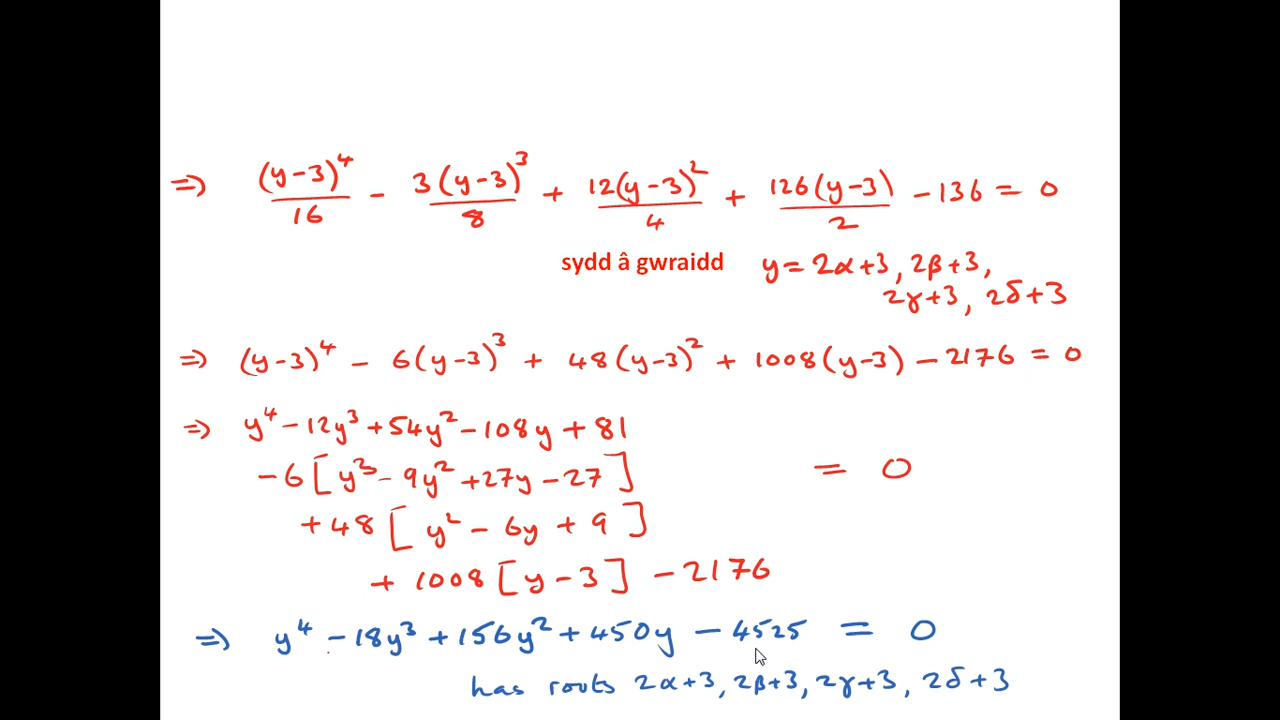 ⇒ (y-3)⁴/16 - 3(y-3)³/8 + 12(y-3)²/4 + 126(y-3)/2 - 136 = 0
sydd â gwraidd y = 2α+3, 2β+3,
2γ+3, 2δ+3
⇒ (y-3)⁴ - 6(y-3)³ + 48(y-3)² + 1008(y-3) - 2176 = 0
⇒ y⁴ - 12y³ + 54y² - 108y + 81
- 6[y³ - 9y² + 27y - 27] = 0
+ 48[y² - 6y + 9]
+ 1008[y - 3] - 2176
⇒ y⁴ - 18y³ + 156y² + 450y - 4525 = 0
has roots 2α+3, 2β+3, 2γ+3, 2δ+3